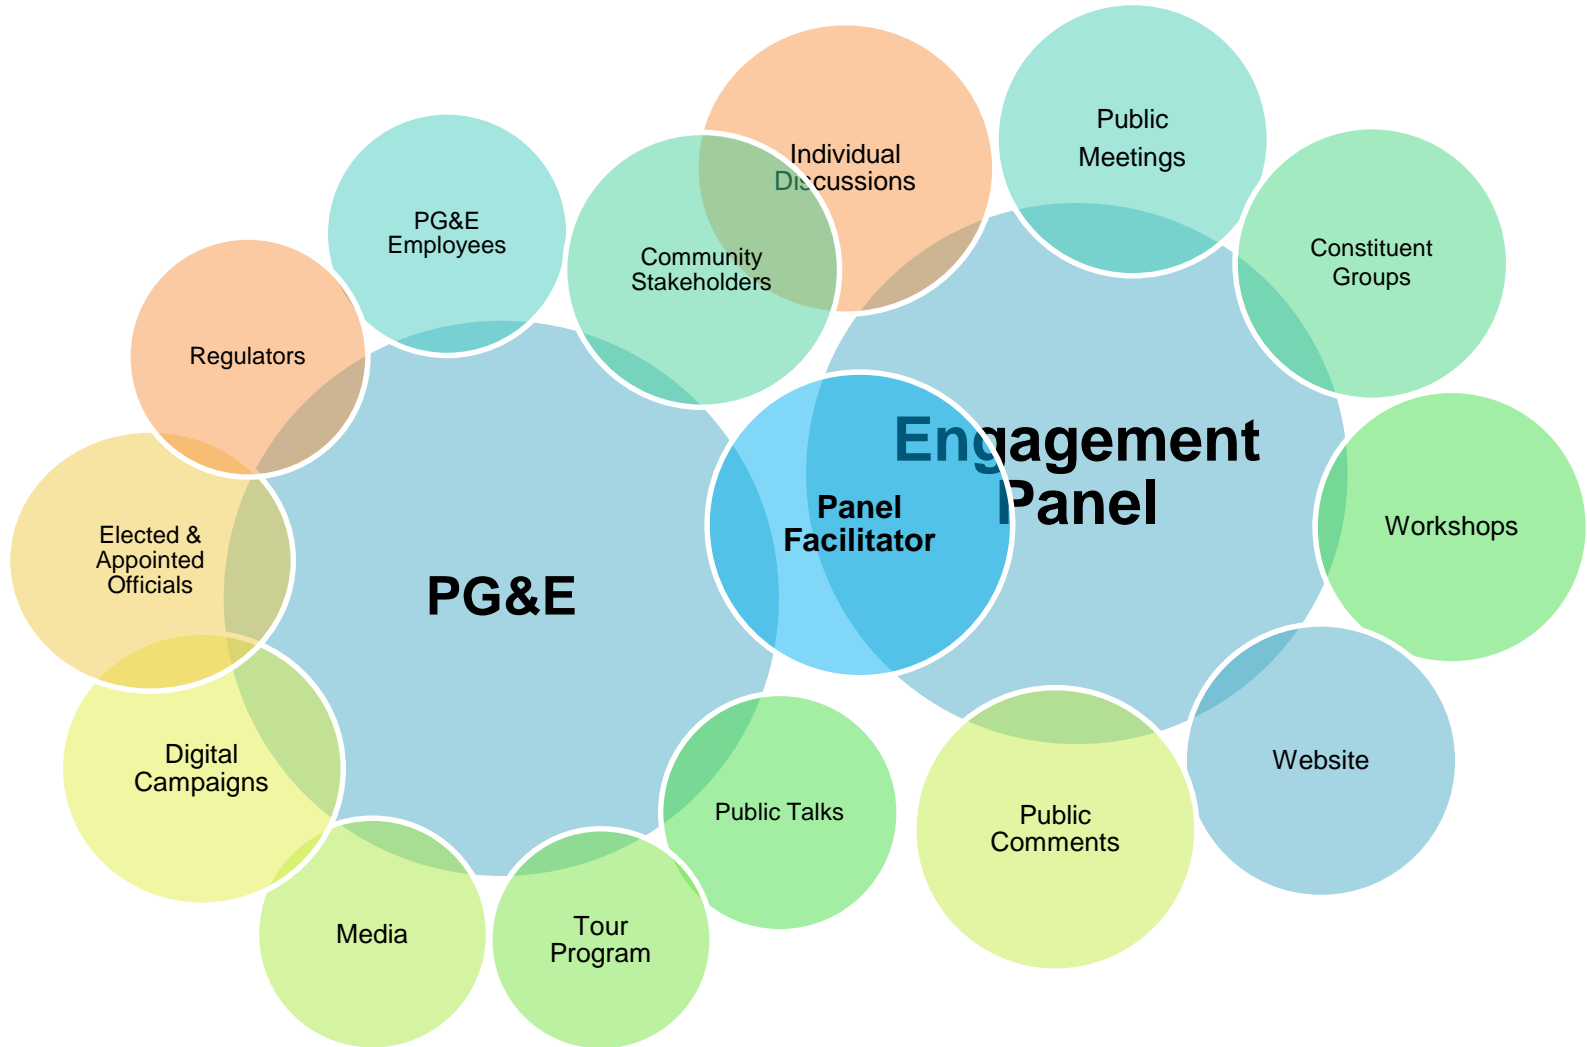 Public
Meetings
Individual
Discussions
PG&E
Employees
Community
Stakeholders
Constituent
Groups
Regulators
Engagement
Panel
Panel
Facilitator
Workshops
Elected &
Appointed
Officials
PG&E
Digital
Campaigns
Public Talks
Public
Comments
Website
Media
Tour
Program